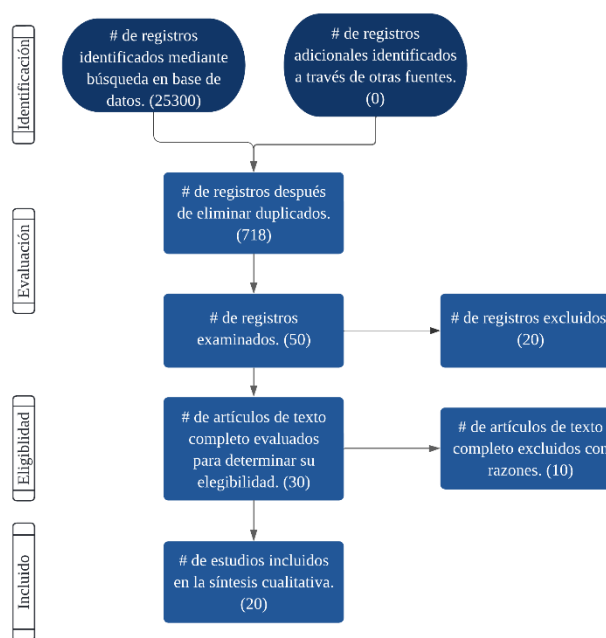 Identificación
# de registros
identificados mediante
búsqueda en base de
datos. (25300)
# de registros
adicionales identificados
a través de otras fuentes.
(0)
Evaluación
# de registros después
de eliminar duplicados.
(718)
# de registros
examinados. (50)
# de registros excluidos.
(20)
Eligiblidad
# de artículos de texto
completo evaluados
para determinar su
elegibilidad. (30)
# de artículos de texto
completo excluidos con
razones. (10)
Incluido
# de estudios incluidos
en la síntesis cualitativa.
(20)